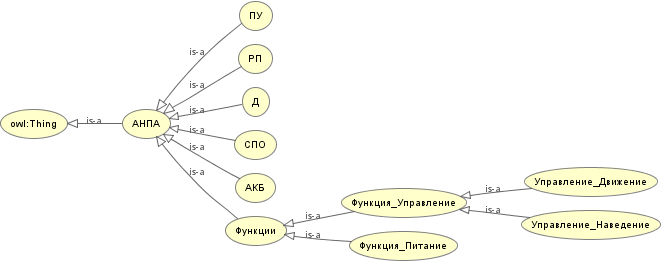 ПУ
is-a
РП
is-a
Д
is-a
owl:Thing
is-a
АНПА
is-a
СПО
is-a
АКБ
is-a
Функции
is-a
Функция_Управление
is-a
Управление_Движение
is-a
Управление_Наведение
is-a
Функция_Питание